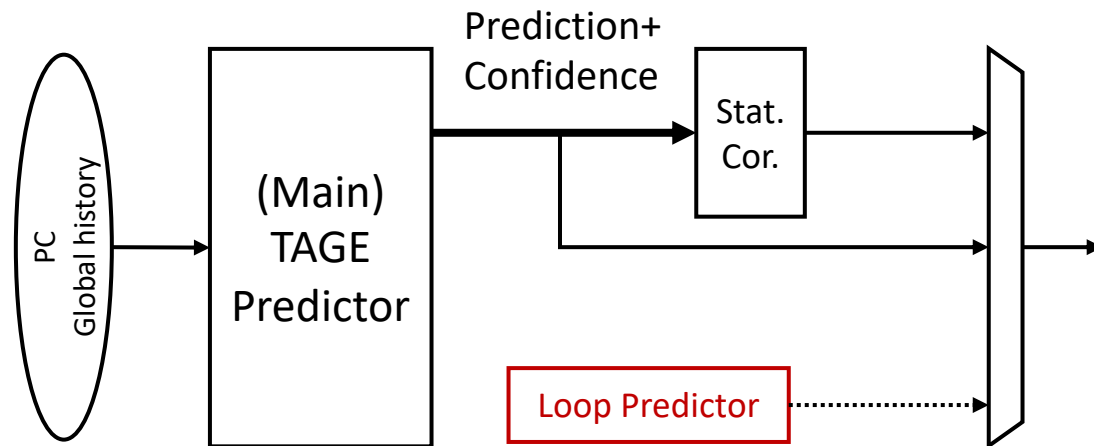 PC
Global history
(Main)
TAGE
Predictor
Prediction+
Confidence
Stat.
Cor.
Loop Predictor